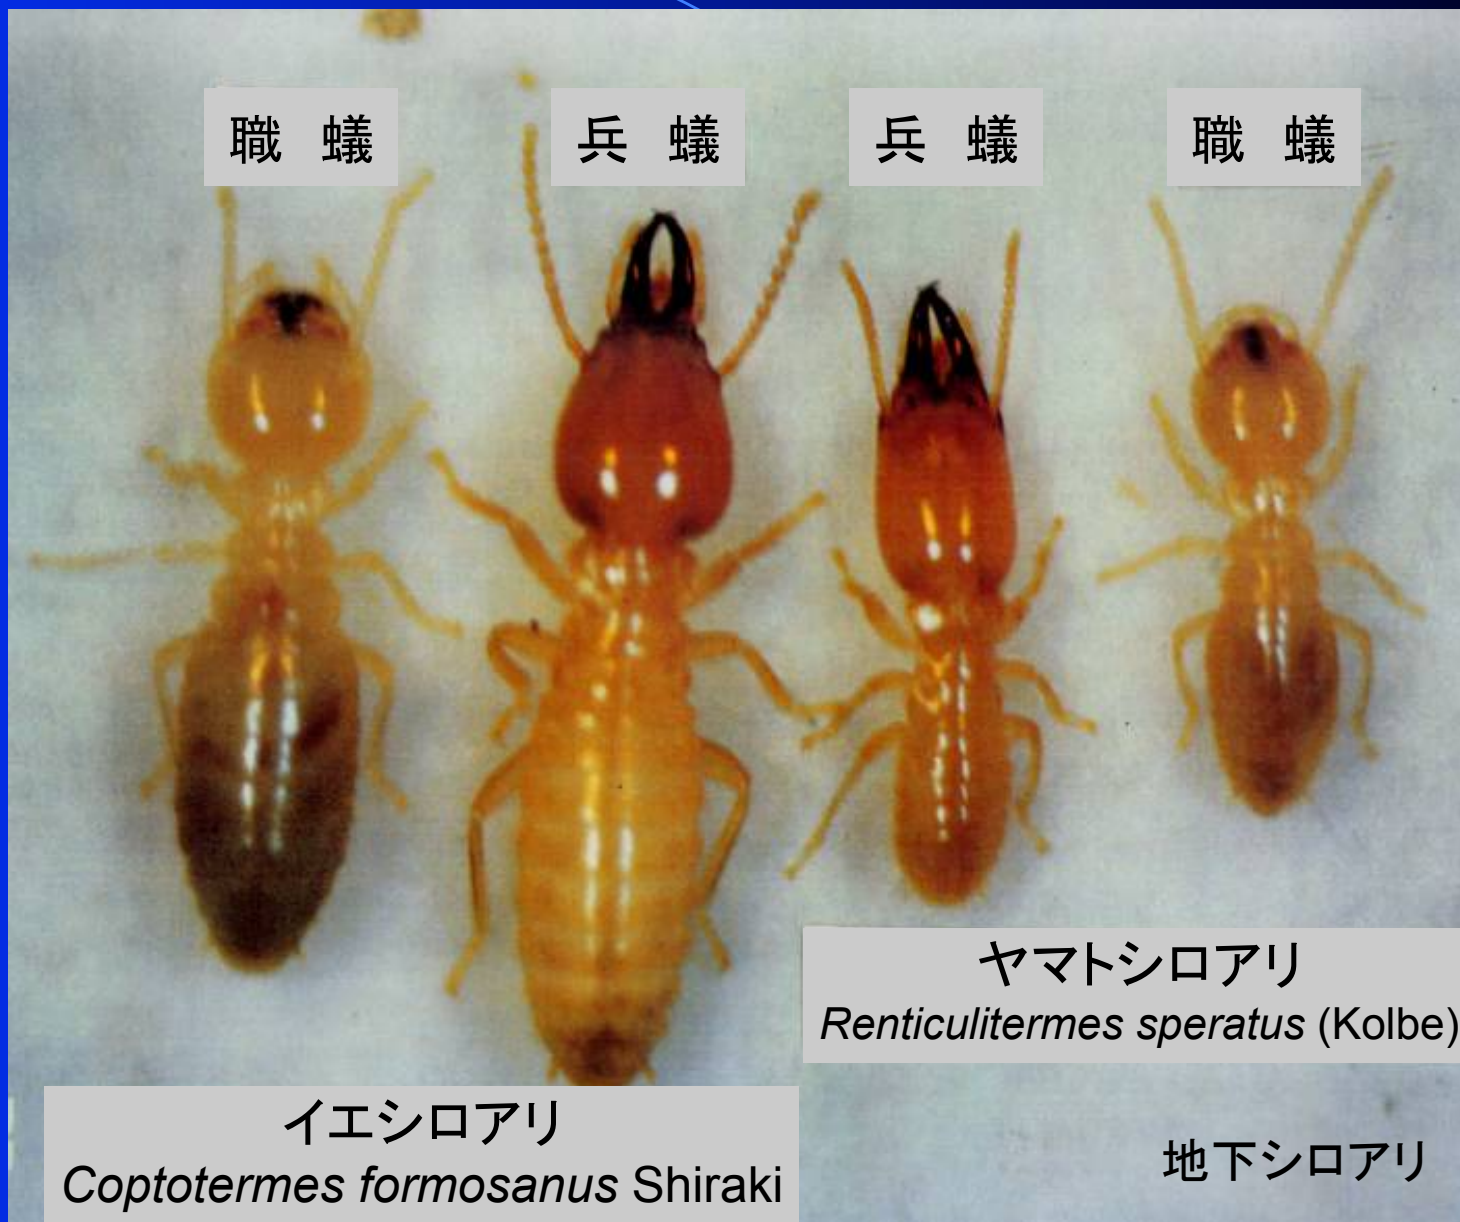 職 蟻
兵 蟻
兵 蟻
職 蟻
ヤマトシロアリ
Renticulitermes speratus (Kolbe)
イエシロアリ
Coptotermes formosanus Shiraki
地下シロアリ